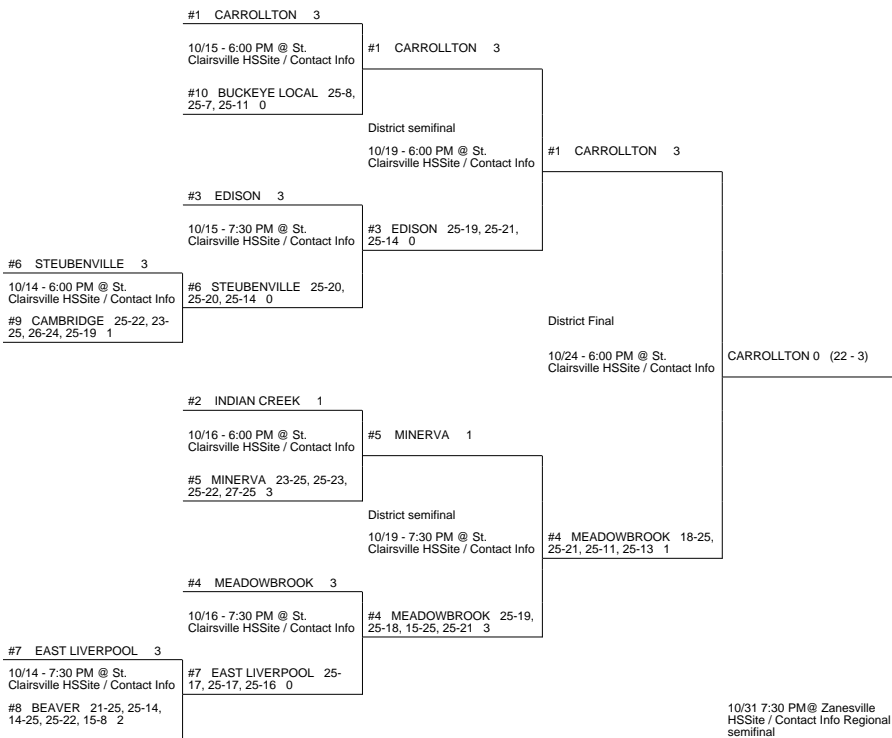 #1 CARROLLTON 3
10/15 - 6:00 PM @ St.
Clairsville HSSite / Contact Info
#10 BUCKEYE LOCAL 25-8,
25-7, 25-11 0
#1 CARROLLTON 3
District semifinal
10/19 - 6:00 PM @ St.
Clairsville HSSite / Contact Info
#1 CARROLLTON 3
#3 EDISON 3
10/15 - 7:30 PM @ St.
Clairsville HSSite / Contact Info
#3 EDISON 25-19, 25-21,
25-14 0
#6 STEUBENVILLE 3
10/14 - 6:00 PM @ St.
Clairsville HSSite / Contact Info
#9 CAMBRIDGE 25-22, 23-
25, 26-24, 25-19 1
#6 STEUBENVILLE 25-20,
25-20, 25-14 0
District Final
10/24 - 6:00 PM @ St.
Clairsville HSSite / Contact Info
CARROLLTON 0 (22 - 3)
#2 INDIAN CREEK 1
10/16 - 6:00 PM @ St.
Clairsville HSSite / Contact Info
#5 MINERVA 23-25, 25-23,
25-22, 27-25 3
#5 MINERVA 1
District semifinal
10/19 - 7:30 PM @ St.
Clairsville HSSite / Contact Info
#4 MEADOWBROOK 18-25,
25-21, 25-11, 25-13 1
#4 MEADOWBROOK 3
10/16 - 7:30 PM @ St.
Clairsville HSSite / Contact Info
#4 MEADOWBROOK 25-19,
25-18, 15-25, 25-21 3
#7 EAST LIVERPOOL 3
10/14 - 7:30 PM @ St.
Clairsville HSSite / Contact Info
#8 BEAVER 21-25, 25-14,
14-25, 25-22, 15-8 2
#7 EAST LIVERPOOL 25-
17, 25-17, 25-16 0
10/31 7:30 PM@ Zanesville
HSSite / Contact Info Regional
semifinal